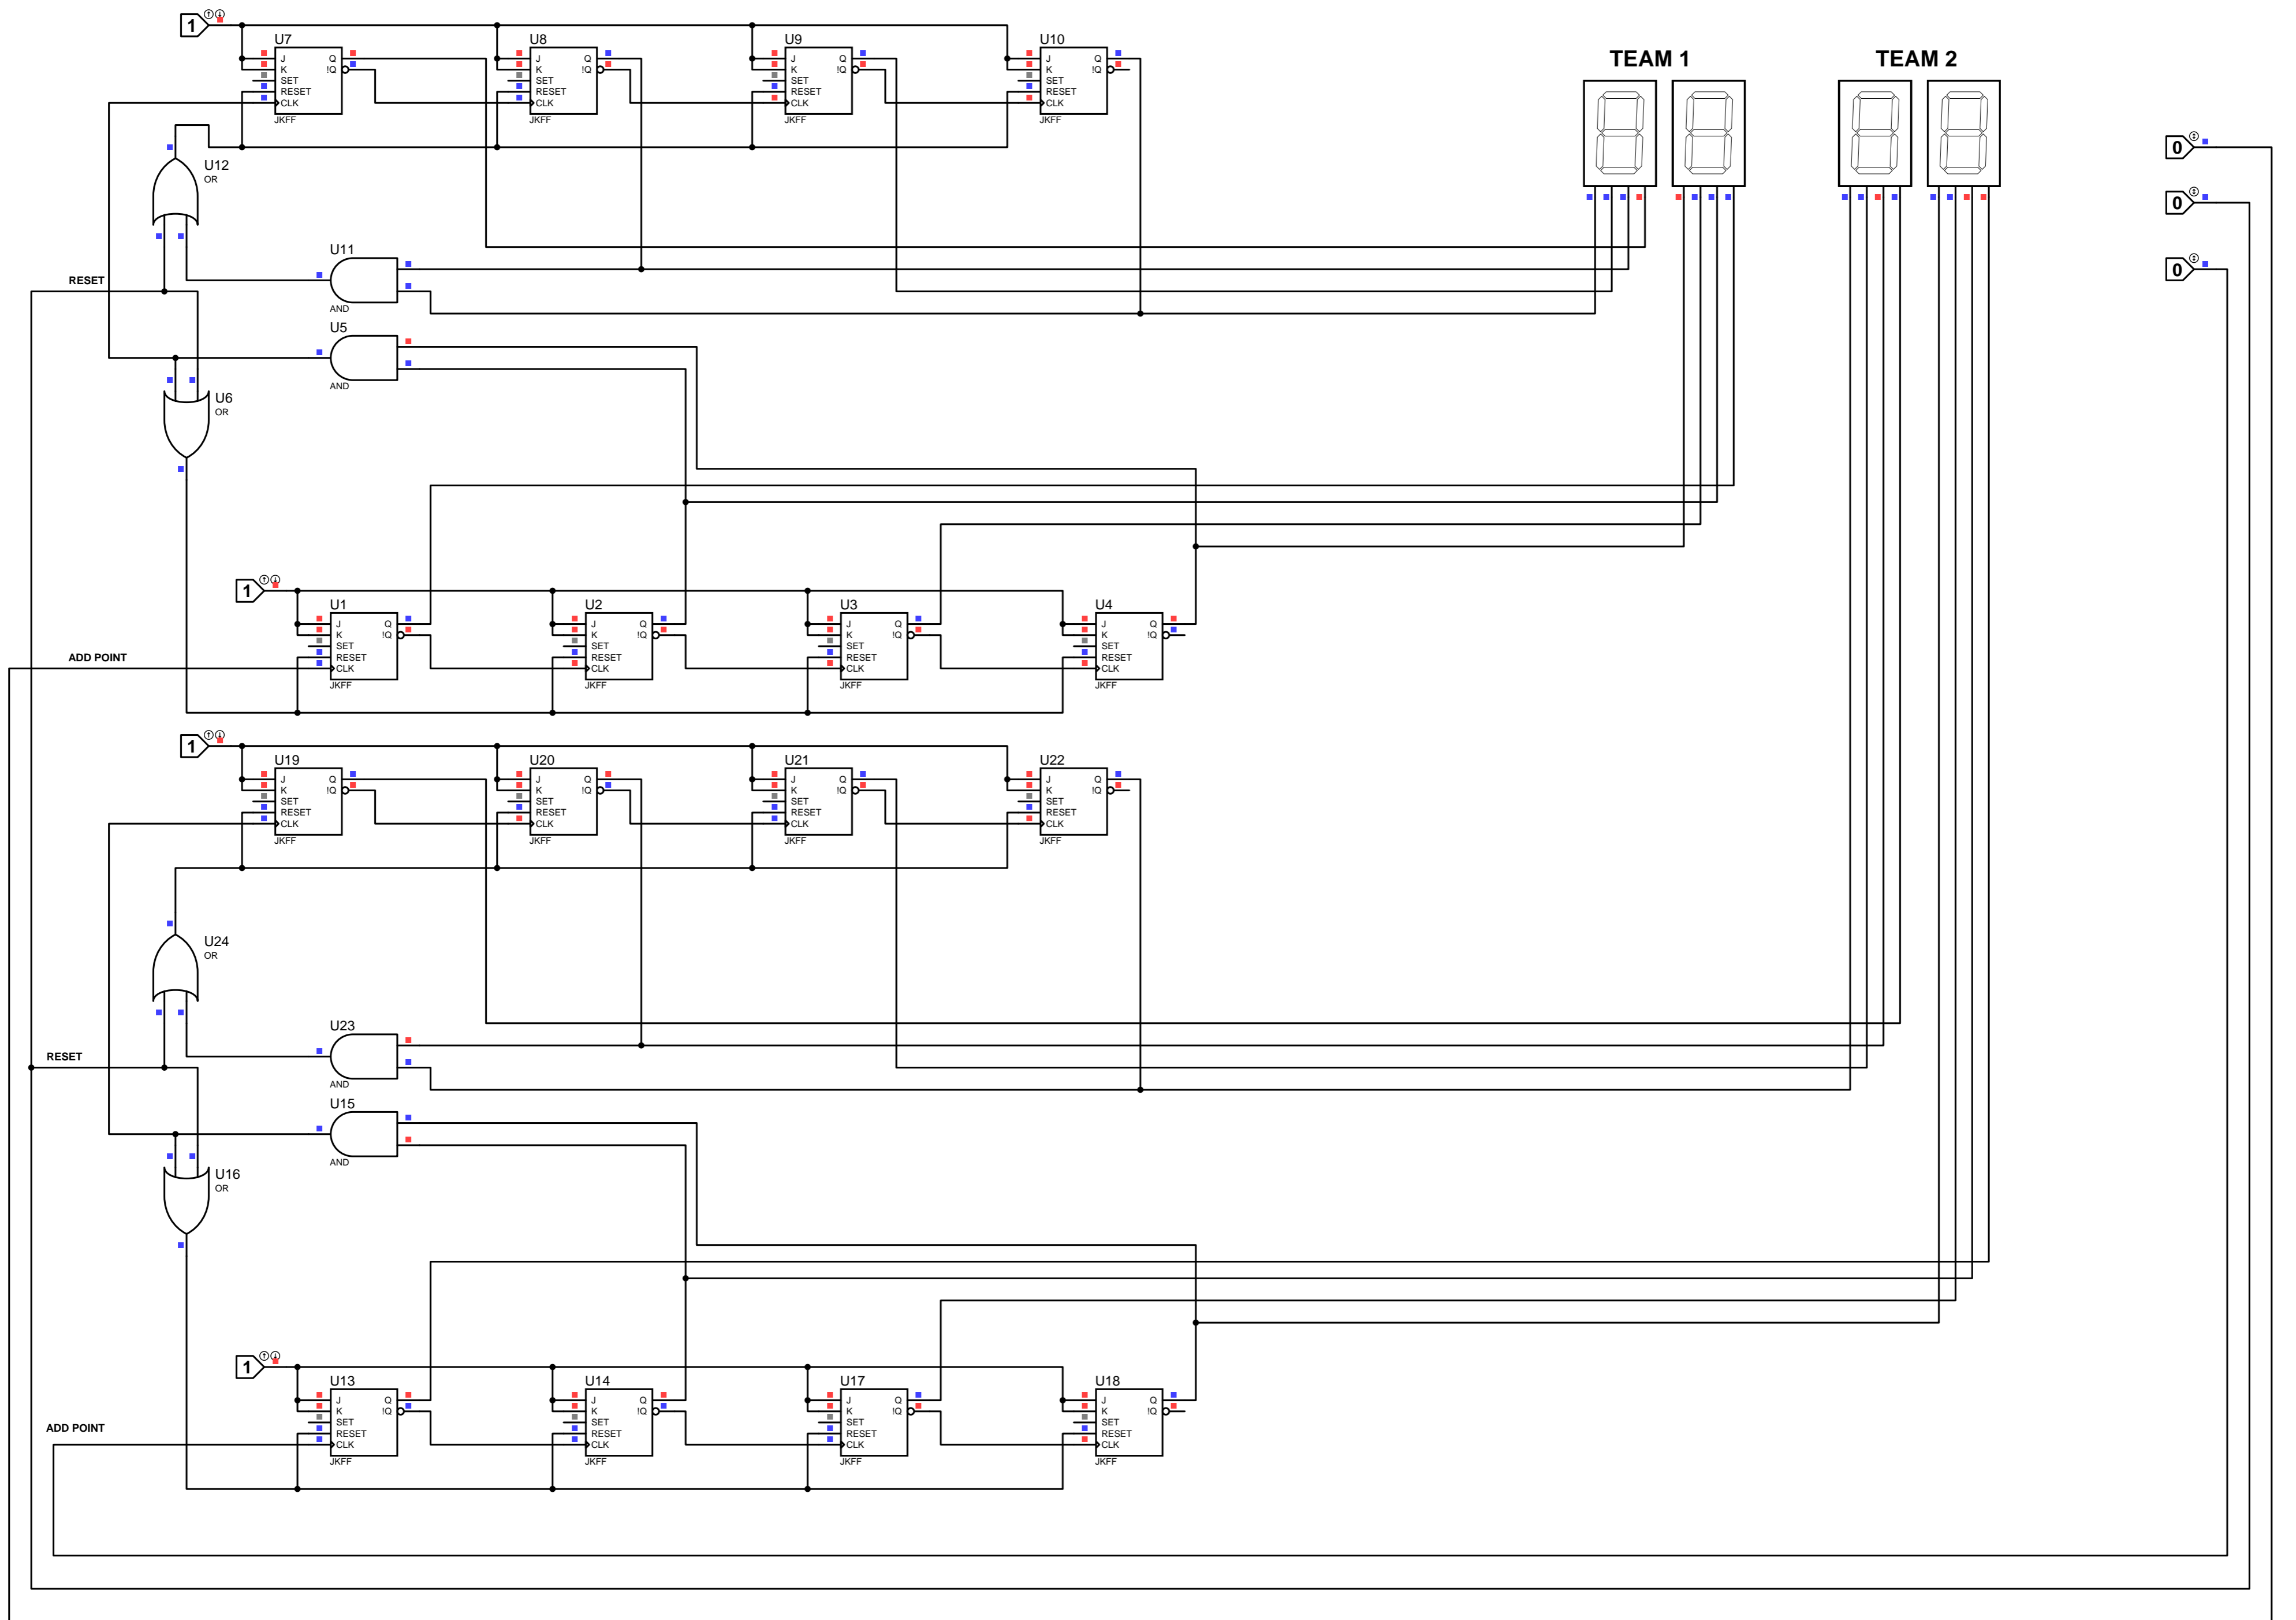 1
U7 U8 U9 U10
J Q J Q J Q J Q
K !Q K !Q K !Q K !Q
SET SET SET SET
RESET RESET RESET RESET
CLK CLK CLK CLK
JKFF JKFF JKFF JKFF
TEAM 1 TEAM 2
0
0
0
U12
OR
U11
AND
RESET
U5
AND
U6
OR
1
U1 U2 U3 U4
J Q J Q J Q J Q
K !Q K !Q K !Q K !Q
SET SET SET SET
RESET RESET RESET RESET
ADD POINT
CLK CLK CLK CLK
JKFF JKFF JKFF JKFF
1
U19 U20 U21 U22
J Q J Q J Q J Q
K !Q K !Q K !Q K !Q
SET SET SET SET
RESET RESET RESET RESET
CLK CLK CLK CLK
JKFF JKFF JKFF JKFF
U24
OR
U23
AND
RESET
U15
AND
U16
OR
1
U13 U14 U17 U18
J Q J Q J Q J Q
K !Q K !Q K !Q K !Q
SET SET SET SET
RESET RESET RESET RESET
ADD POINT
CLK CLK CLK CLK
JKFF JKFF JKFF JKFF